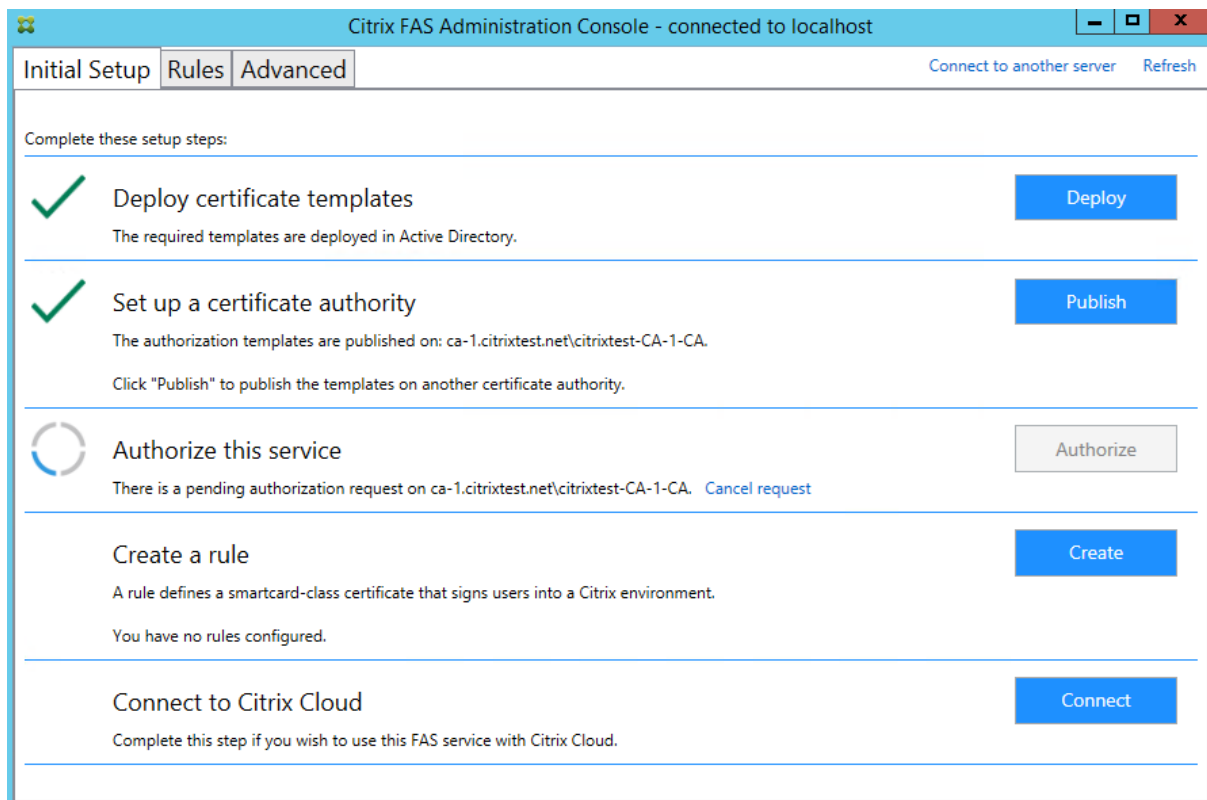 Citrix FAS Administration Console - connected to localhost
Initial Setup Rules Advanced Connect to another server Refresh
Complete these setup steps:
Deploy certificate templates Deploy
The required templates are deployed in Active Directory.
Set up a certificate authority Publish
The authorization templates are published on: ca-1.citrixtest.net\citrixtest-CA-1-CA.
Click "Publish" to publish the templates on another certificate authority.
Authorize this service Authorize
There is a pending authorization request on ca-1.citrixtest.net\citrixtest-CA-1-CA. Cancel request
Create a rule Create
A rule defines a smartcard-class certificate that signs users into a Citrix environment.
You have no rules configured.
Connect to Citrix Cloud Connect
Complete this step if you wish to use this FAS service with Citrix Cloud.